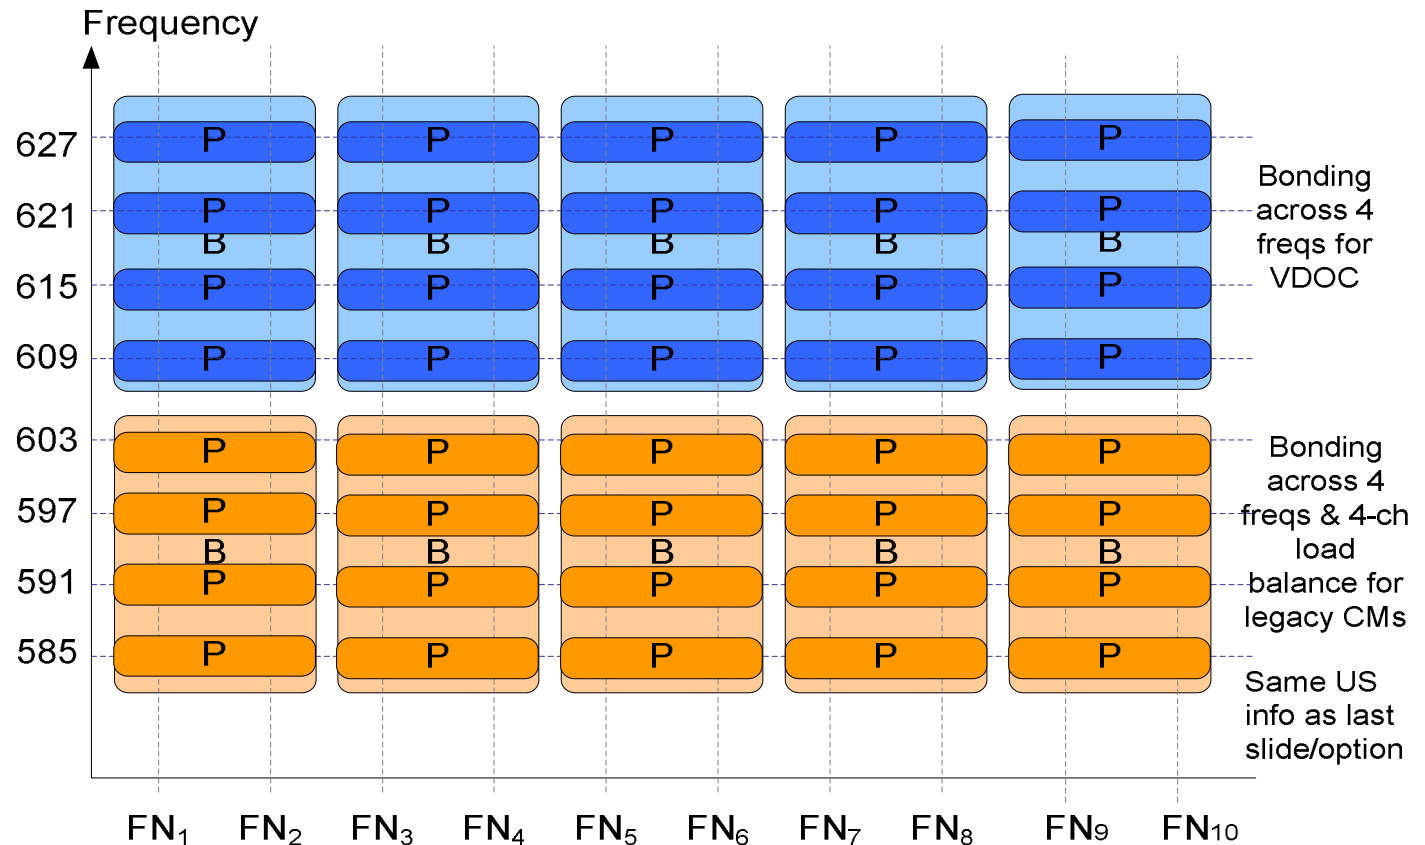 Frequency
627 P P P P P
621 P P P P P
B B B B B
615 P P P P P
609 P P P P P
Bonding
across 4
freqs for
VDOC
603 P P P P P
597 P P P P P
B B B B B
591 P P P P P
585 P P P P P
Bonding
across 4
freqs & 4-ch
load
balance for
legacy CMs
Same US
info as last
slide/option
FN1 FN2 FN3 FN4 FN5 FN6 FN7 FN8 FN9 FN10